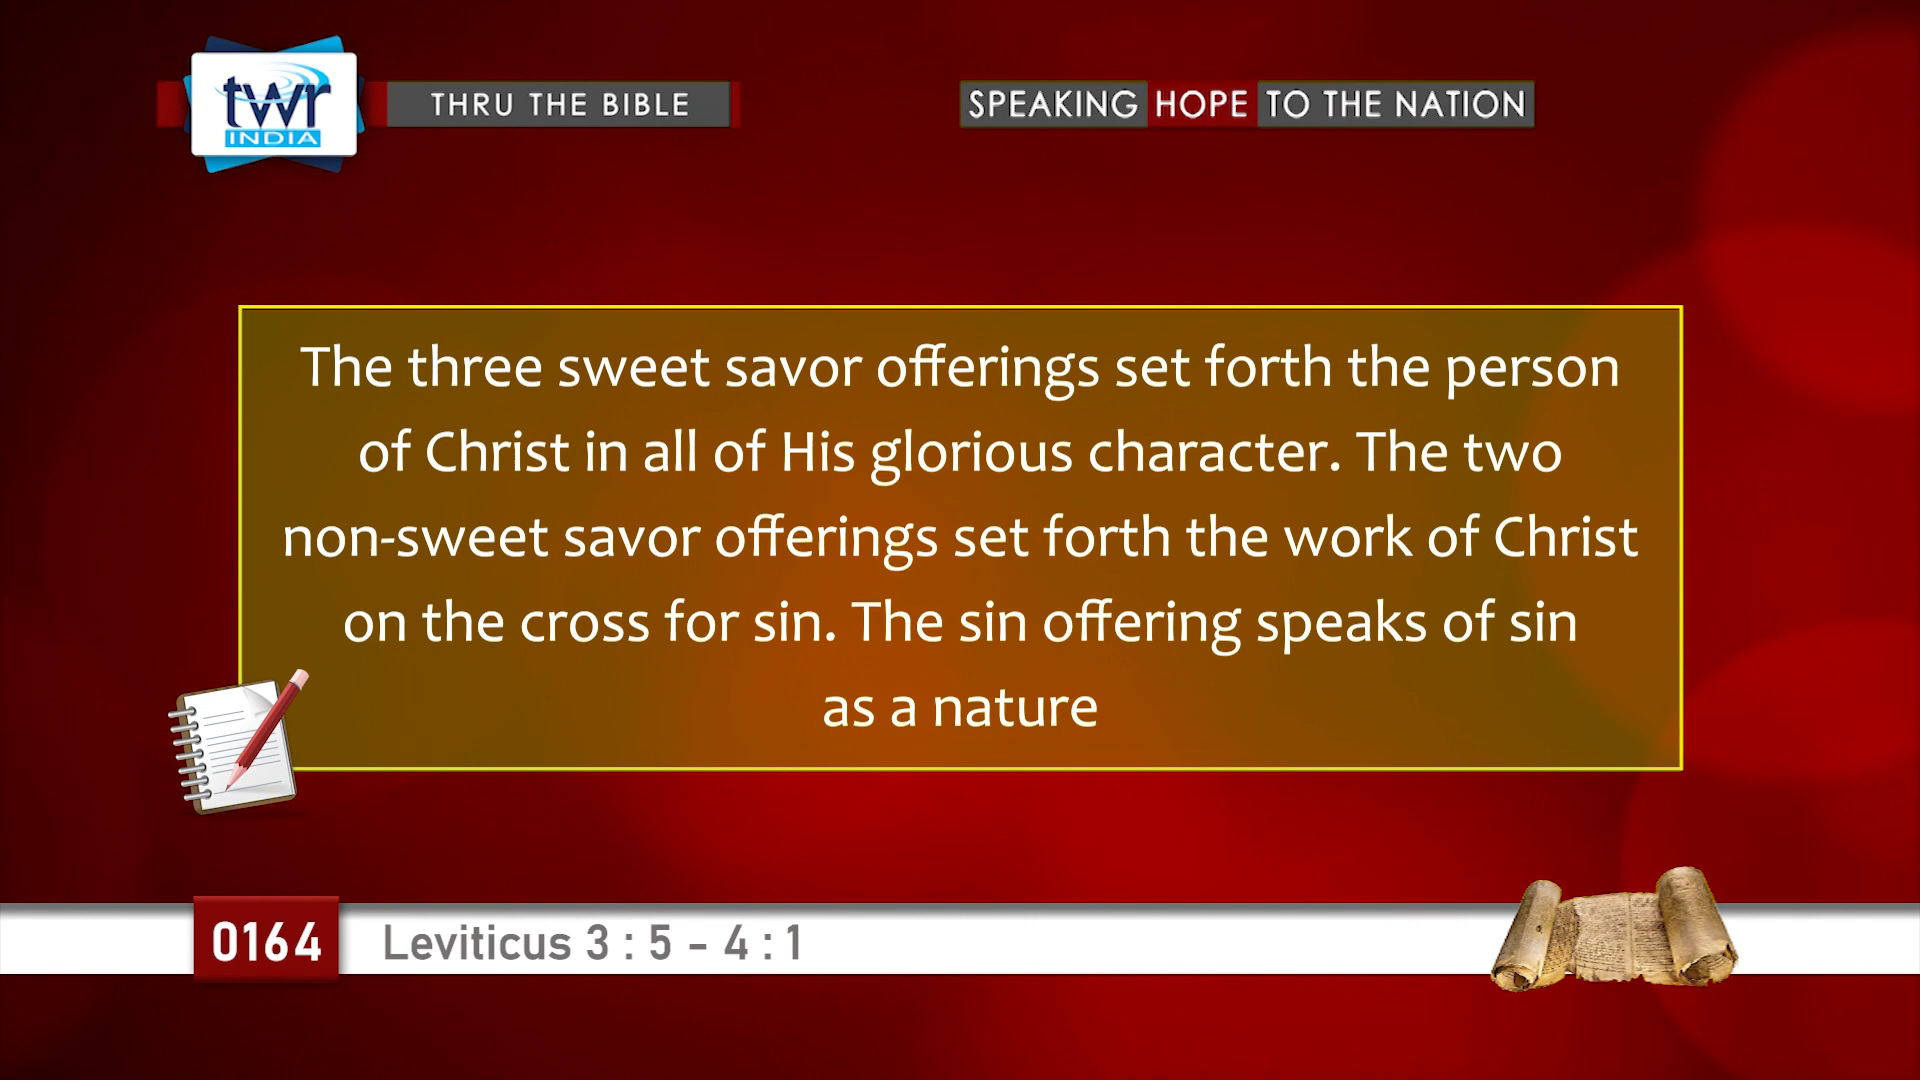 twr
INDIA
THRU THE BIBLE
SPEAKING HOPE TO THE NATION
The three sweet savor offerings set forth the person
of Christ in all of His glorious character. The two
non-sweet savor offerings set forth the work of Christ
on the cross for sin. The sin offering speaks of sin
as a nature
0164
Leviticus 3 : 5 - 4 : 1